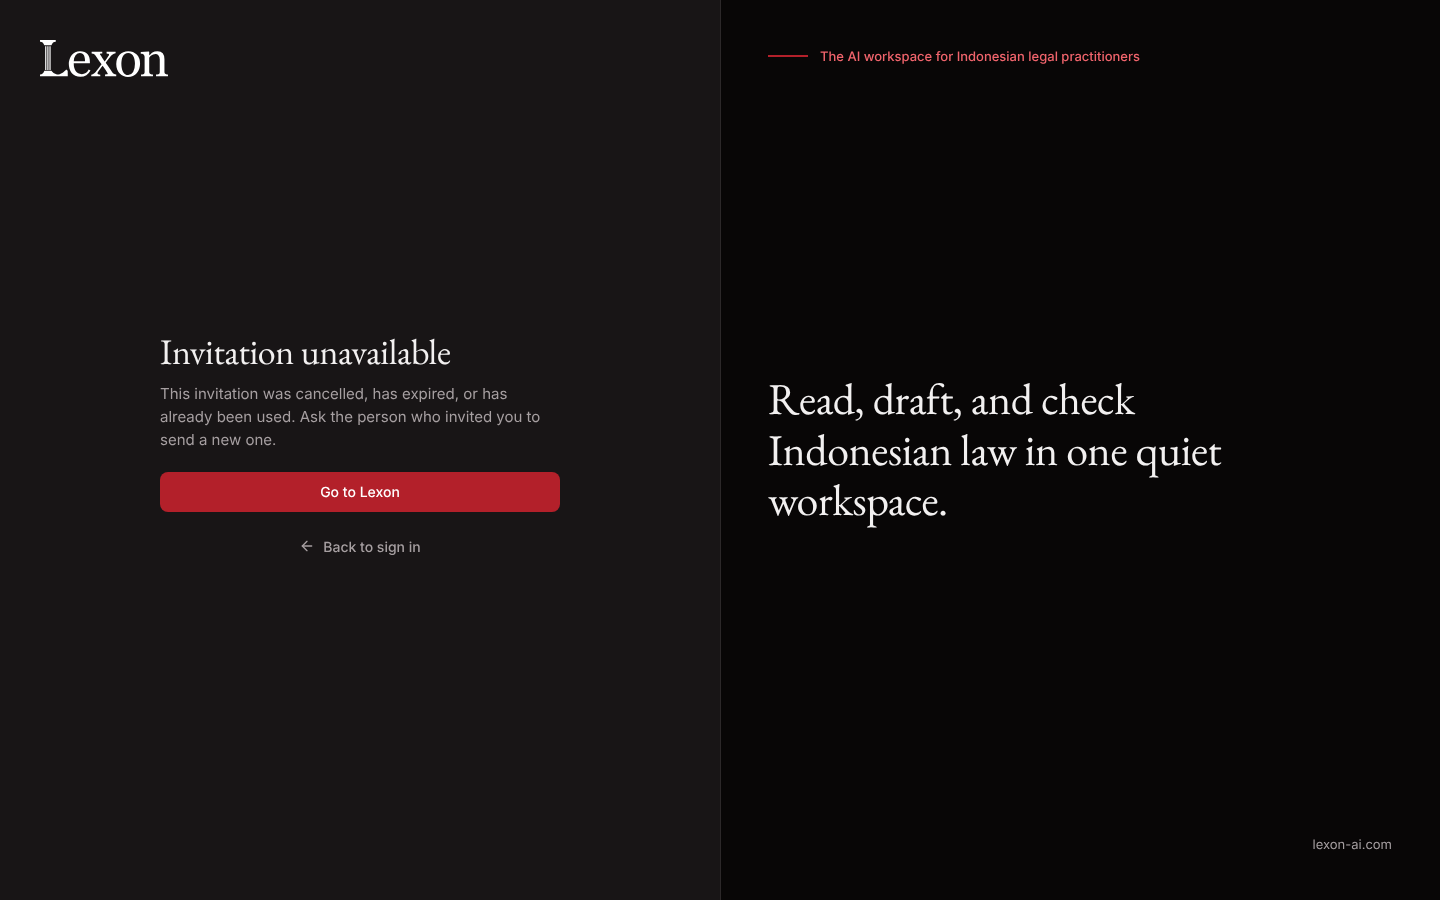 Lexon
Invitation unavailable
This invitation was cancelled, has expired, or has
already been used. Ask the person who invited you to
send a new one.
Go to Lexon
Back to sign in
The AI workspace for Indonesian legal practitioners
Read, draft, and check
Indonesian law in one quiet
workspace.
lexon-ai.com